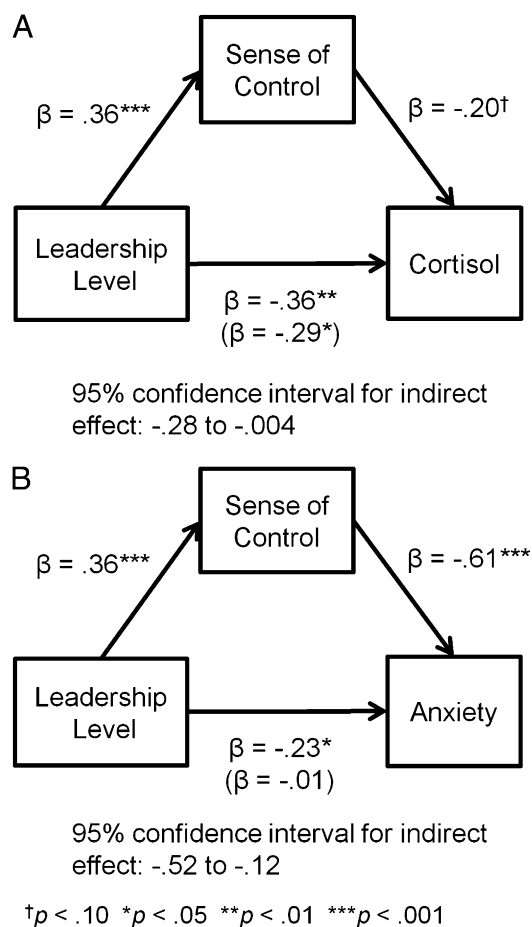 A
Sense of
Control
β = .36***
β = -.20†
Leadership
Level
Cortisol
β = -.36**
(β = -.29*)
95% confidence interval for indirect
effect: -.28 to -.004
B
Sense of
Control
β = .36***
β = -.61***
Leadership
Level
Anxiety
β = -.23*
(β = -.01)
95% confidence interval for indirect
effect: -.52 to -.12
†p < .10 *p < .05 **p < .01 ***p < .001